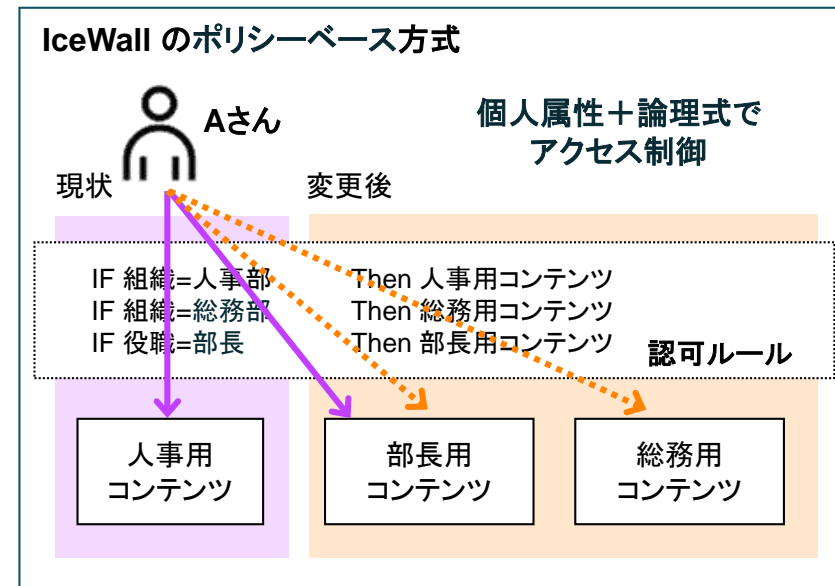 IceWall のポリシーベース方式
Aさん
個人属性＋論理式で
アクセス制御
現状
変更後
IF 組織=人事部 Then 人事用コンテンツ
IF 組織=総務部 Then 総務用コンテンツ
IF 役職=部長 Then 部長用コンテンツ
認可ルール
人事用
コンテンツ
部長用
コンテンツ
総務用
コンテンツ